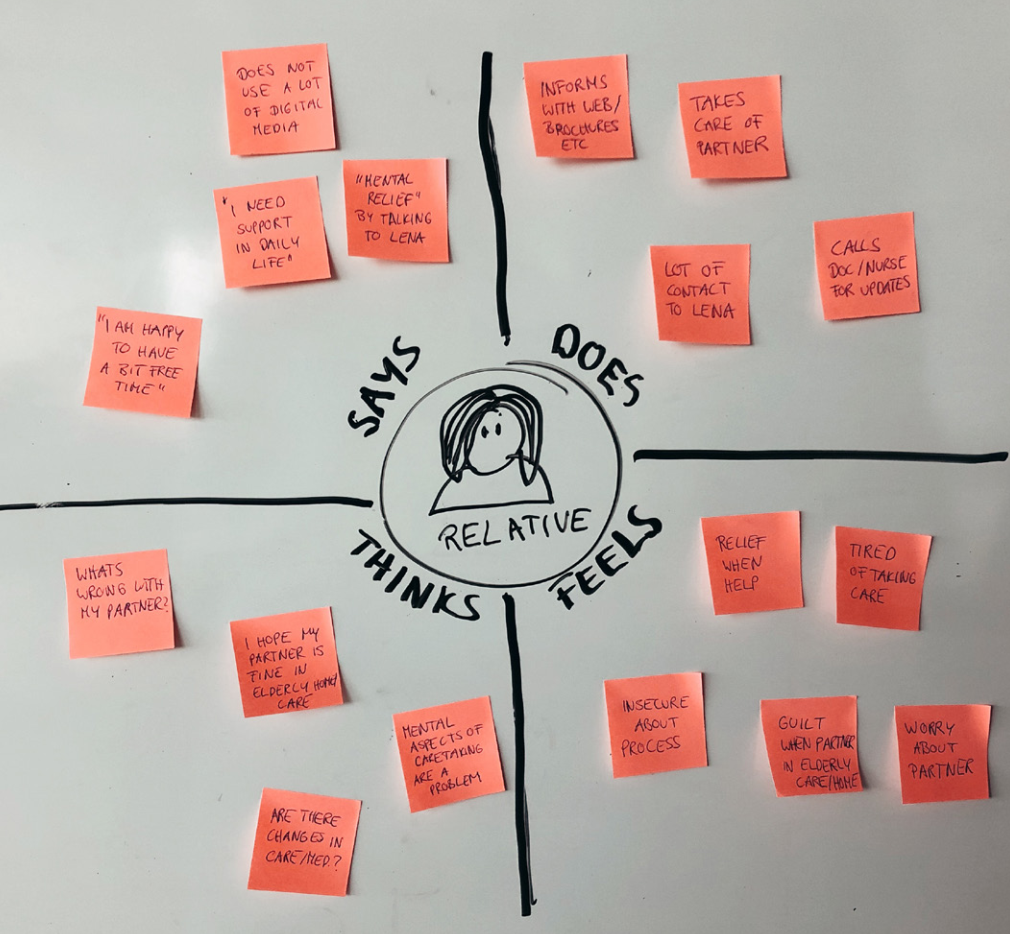 DOES NOT
USE A LOT
OF DIGITAL
MEDIA
"I NEED
SUPPORT
IN DAILY
LIFE"
"MENTAL
RELIEF"
BY TALKING
TO LENA
"I AM HAPPY
TO HAVE
A BIT FREE
TIME"
SAYS
INFORMS
WITH WEB/
BROCHURES
ETC
TAKES
CARE OF
PARTNER
LOT OF
CONTACT
TO LENA
CALLS
DOC/NURSE
FOR UPDATES
DOES
RELATIVE
THINKS
WHATS
WRONG WITH
MY PARTNER?
I HOPE MY
PARTNER IS
FINE IN
ELDERLY HOME/
CARE
MENTAL
ASPECTS OF
CARETAKING
ARE A
PROBLEM
ARE THERE
CHANGES IN
CARE/MED.?
FEELS
RELIEF
WHEN
HELP
TIRED
OF TAKING
CARE
INSECURE
ABOUT
PROCESS
GUILT
WHEN PARTNER
IN ELDERLY
CARE/HOME
WORRY
ABOUT
PARTNER